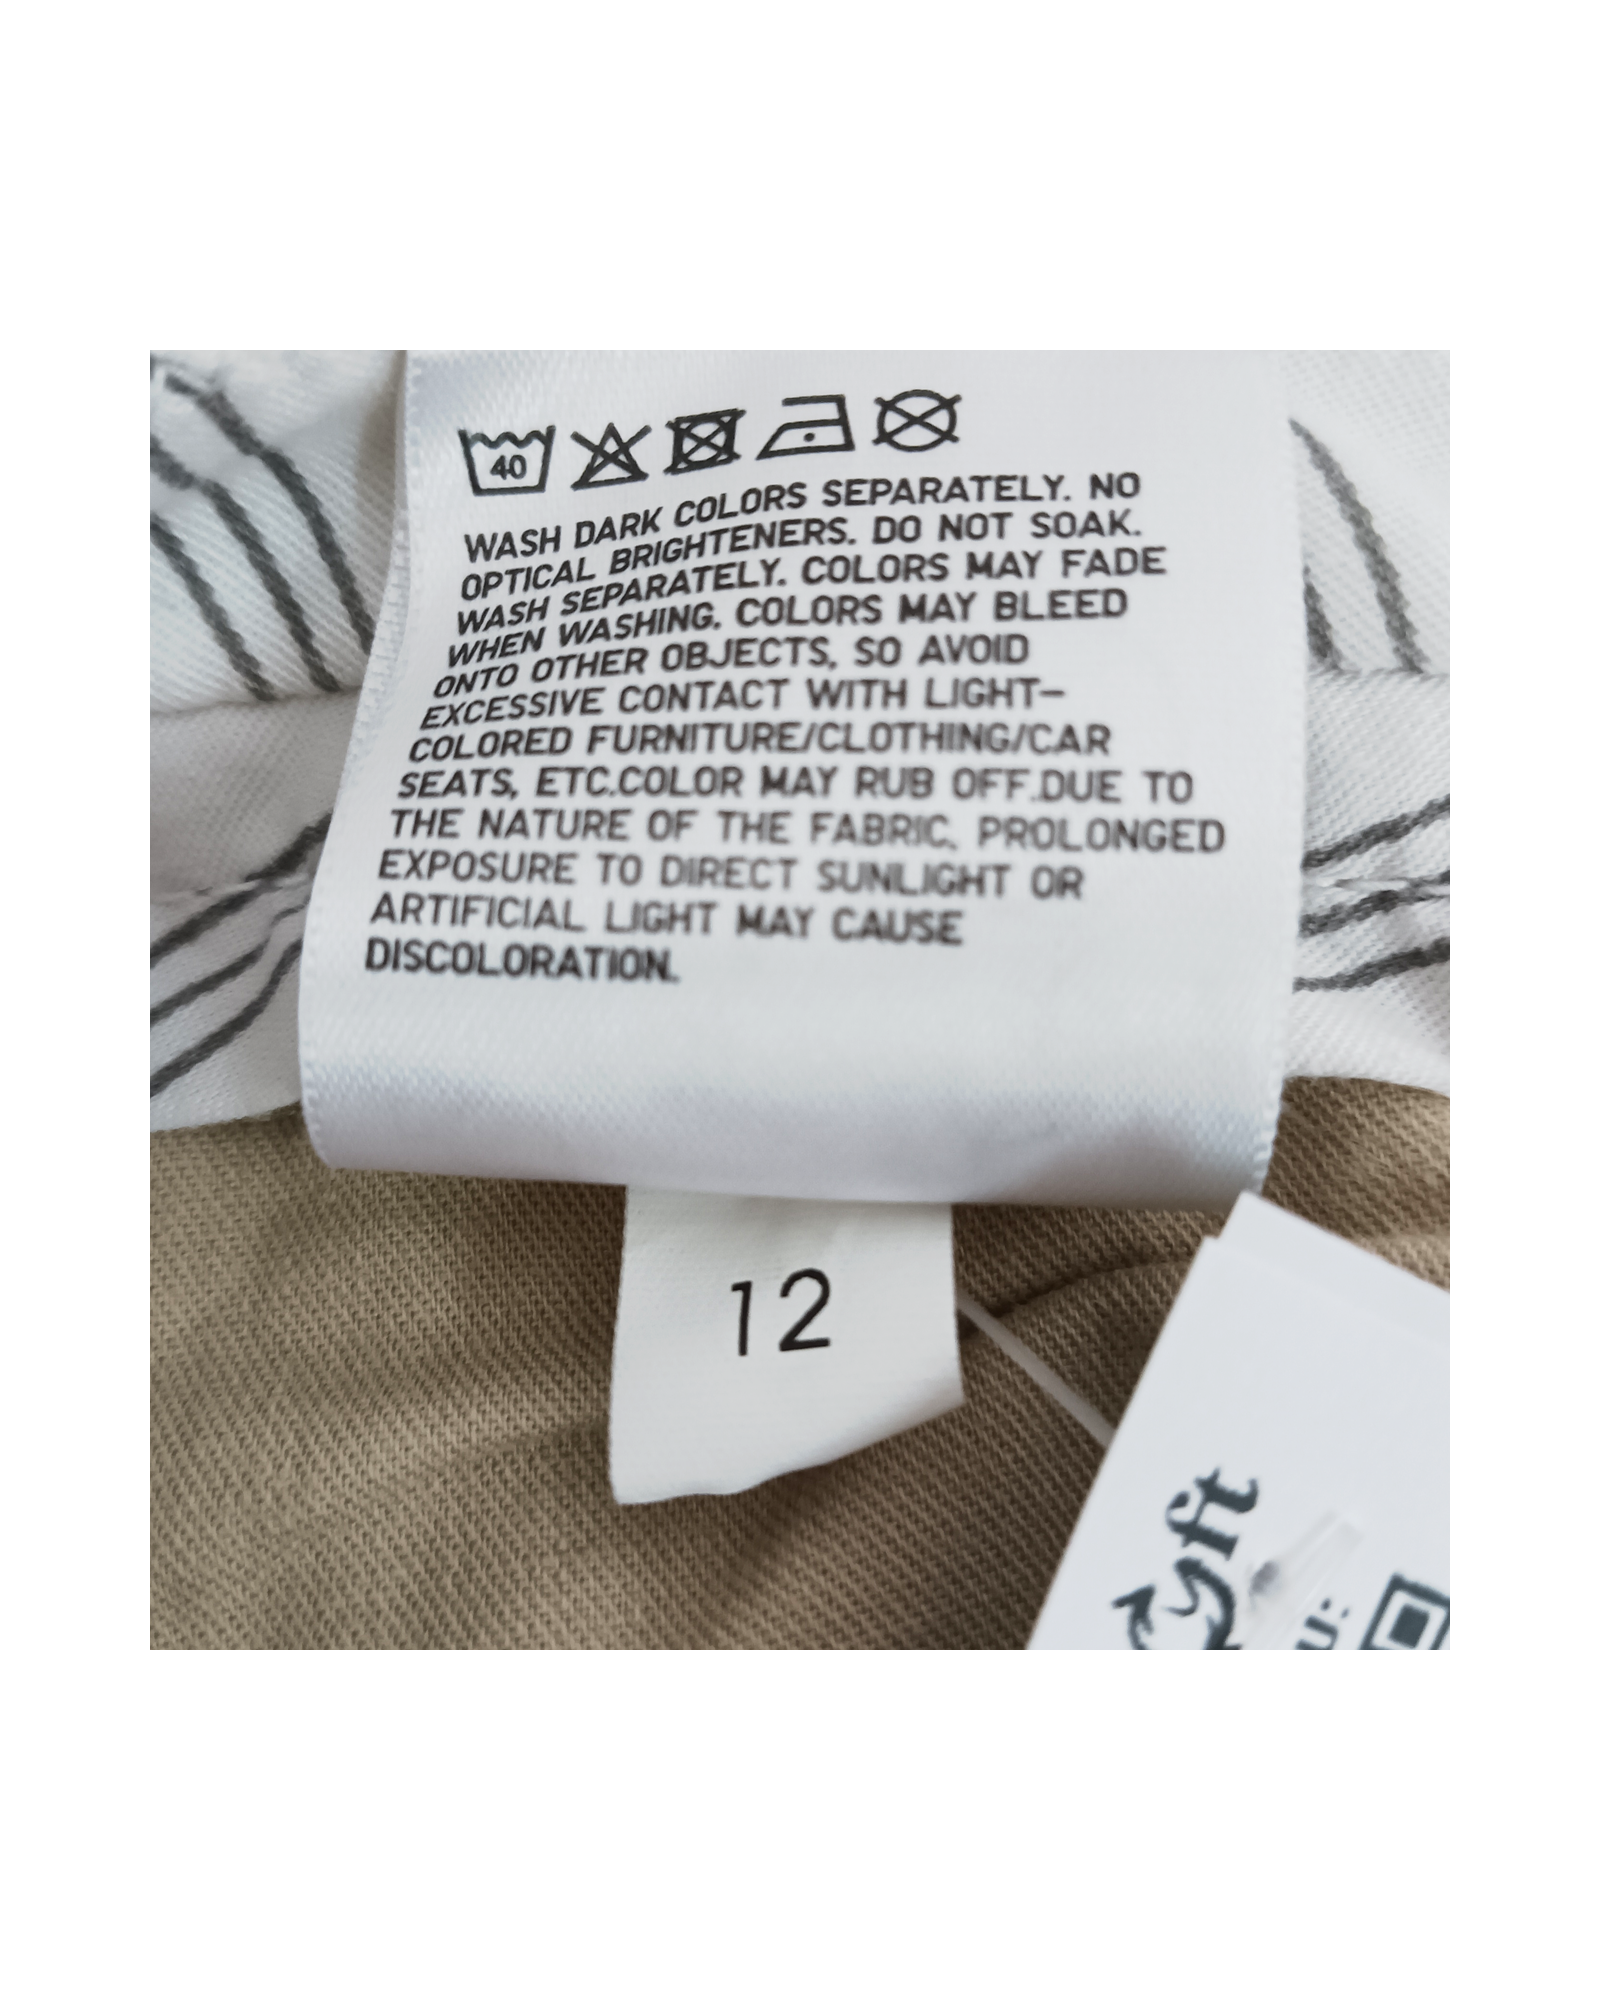 40
WASH DARK COLORS SEPARATELY. NO
OPTICAL BRIGHTENERS. DO NOT SOAK.
WASH SEPARATELY. COLORS MAY FADE
WHEN WASHING. COLORS MAY BLEED
ONTO OTHER OBJECTS, SO AVOID
EXCESSIVE CONTACT WITH LIGHT-
COLORED FURNITURE/CLOTHING/CAR
SEATS, ETC.COLOR MAY RUB OFF.DUE TO
THE NATURE OF THE FABRIC, PROLONGED
EXPOSURE TO DIRECT SUNLIGHT OR
ARTIFICIAL LIGHT MAY CAUSE
DISCOLORATION.
12